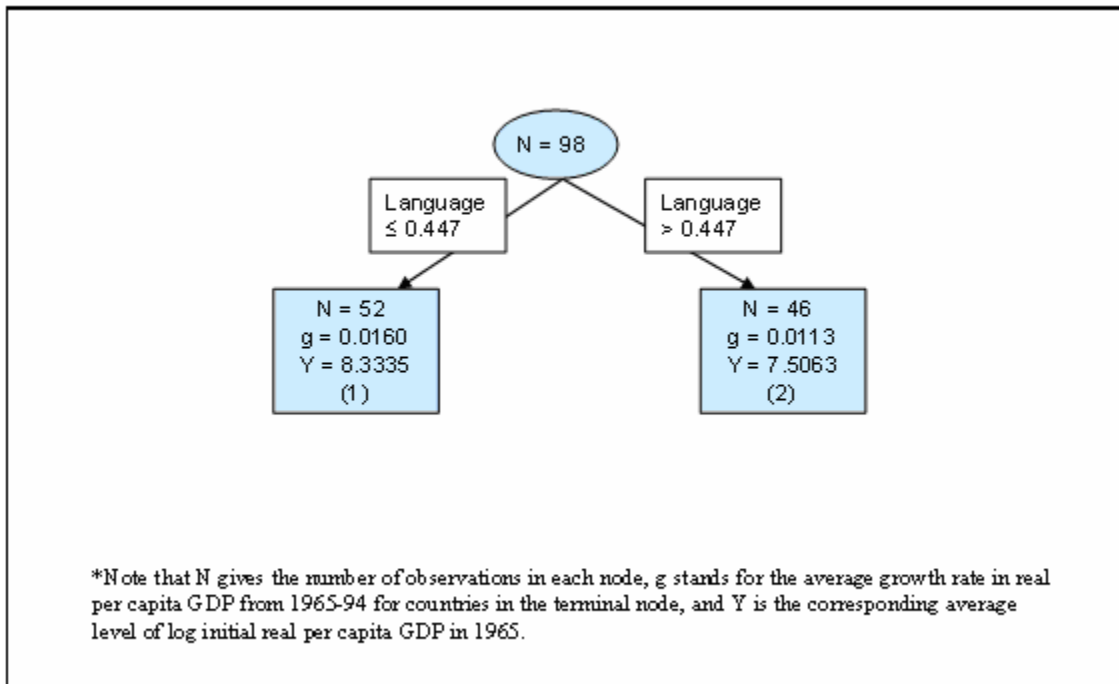 N = 98
Language
≤ 0.447
Language
> 0.447
N = 52
g = 0.0160
Y = 8.3335
(1)
N = 46
g = 0.0113
Y = 7.5063
(2)
*Note that N gives the number of observations in each node, g stands for the average growth rate in real
per capita GDP from 1965-94 for countries in the terminal node, and Y is the corresponding average
level of log initial real per capita GDP in 1965.